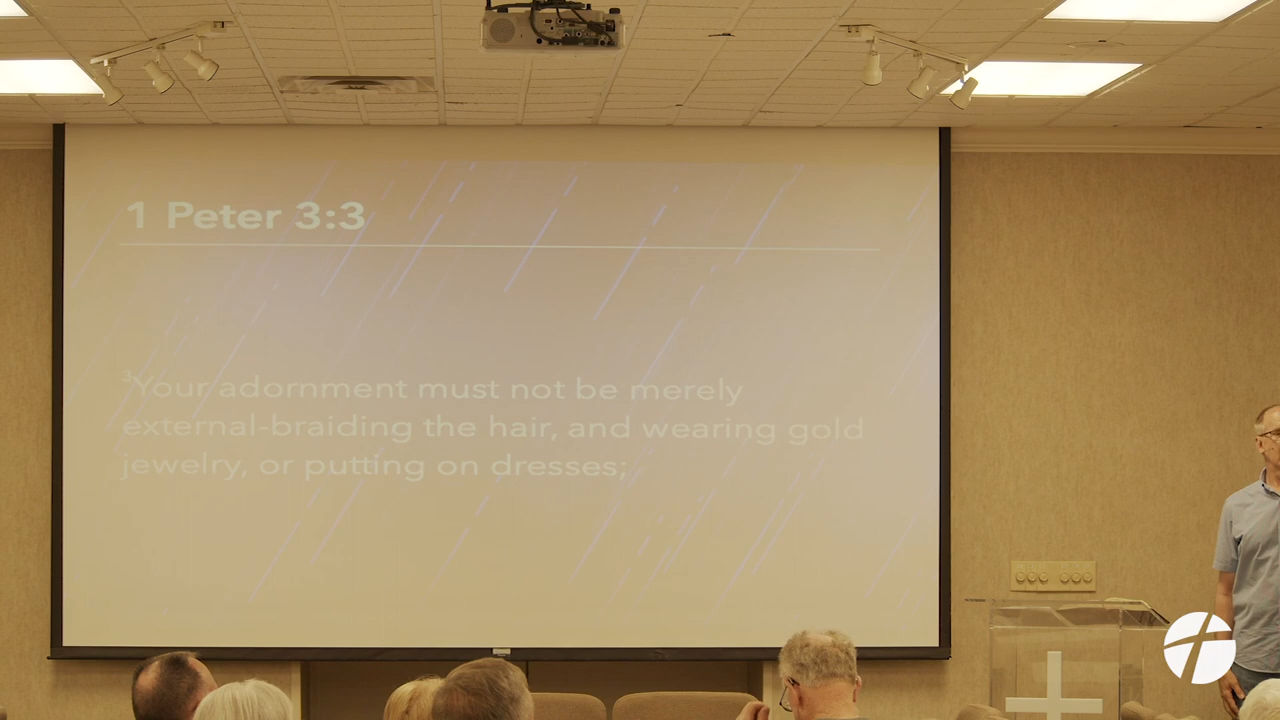 1 Peter 3:3
³Your adornment must not be merely
external-braiding the hair, and wearing gold
jewelry, or putting on dresses;